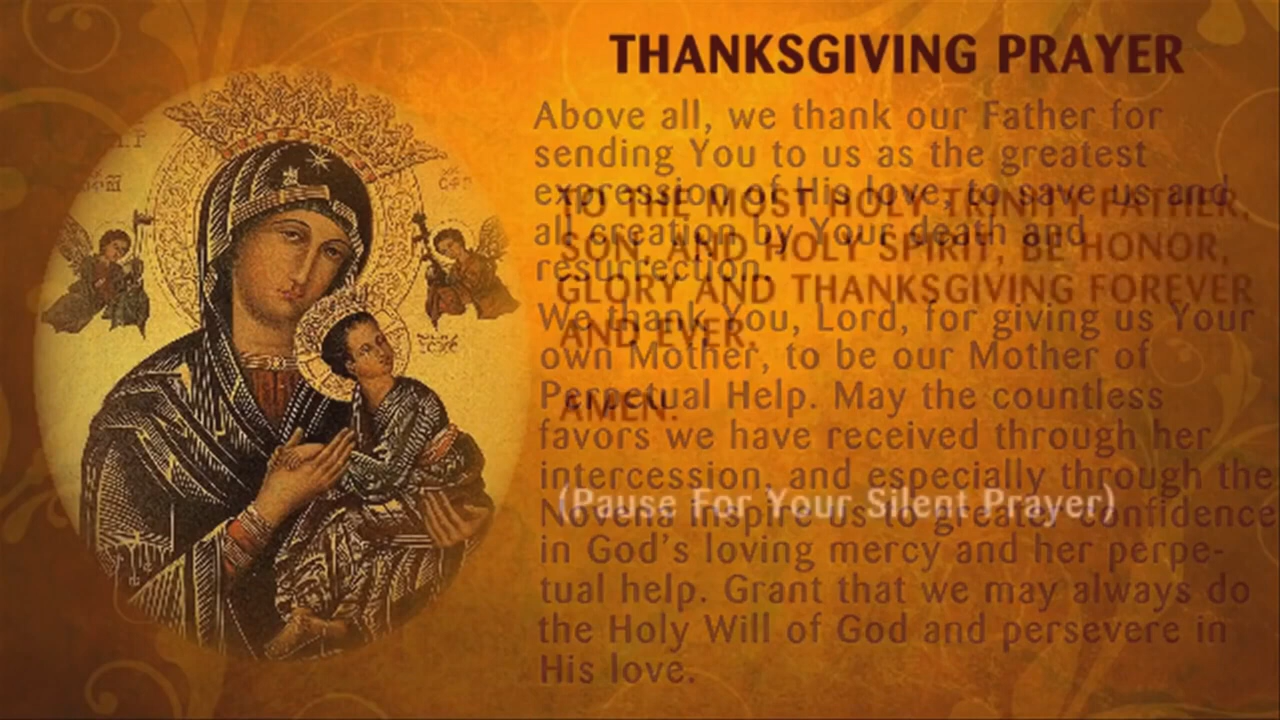 THANKSGIVING PRAYER
Above all, we thank our Father for
sending You to us as the greatest
expression of His love, to save us and
all creation by Your death and
resurrection.
We thank You, Lord, for giving us Your
own Mother, to be our Mother of
Perpetual Help. May the countless
favors we have received through her
intercession, and especially through the
Novena inspire us to greater confidence
in God's loving mercy and her perpe-
tual help. Grant that we may always do
the Holy Will of God and persevere in
His love.
TO THE MOST HOLY TRINITY FATHER,
SON, AND HOLY SPIRIT, BE HONOR,
GLORY AND THANKSGIVING FOREVER
AND EVER.
AMEN.
(Pause For Your Silent Prayer)